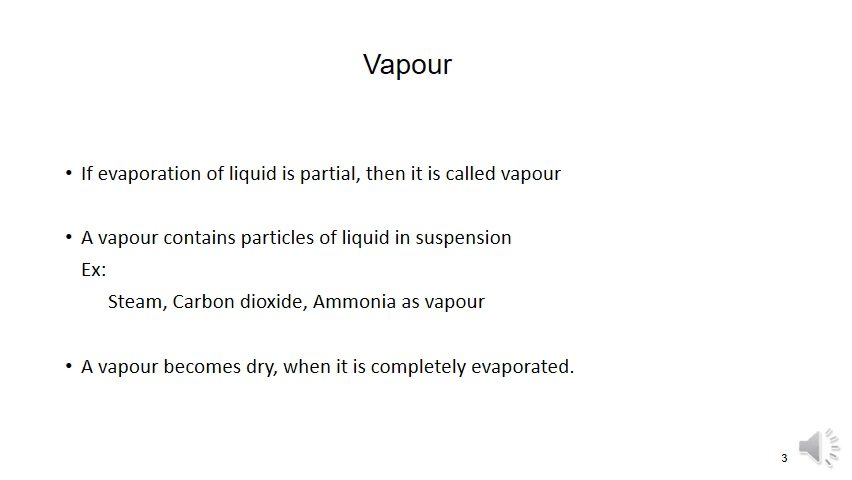 Vapour
• If evaporation of liquid is partial, then it is called vapour
• A vapour contains particles of liquid in suspension
Ex:
Steam, Carbon dioxide, Ammonia as vapour
• A vapour becomes dry, when it is completely evaporated.
3